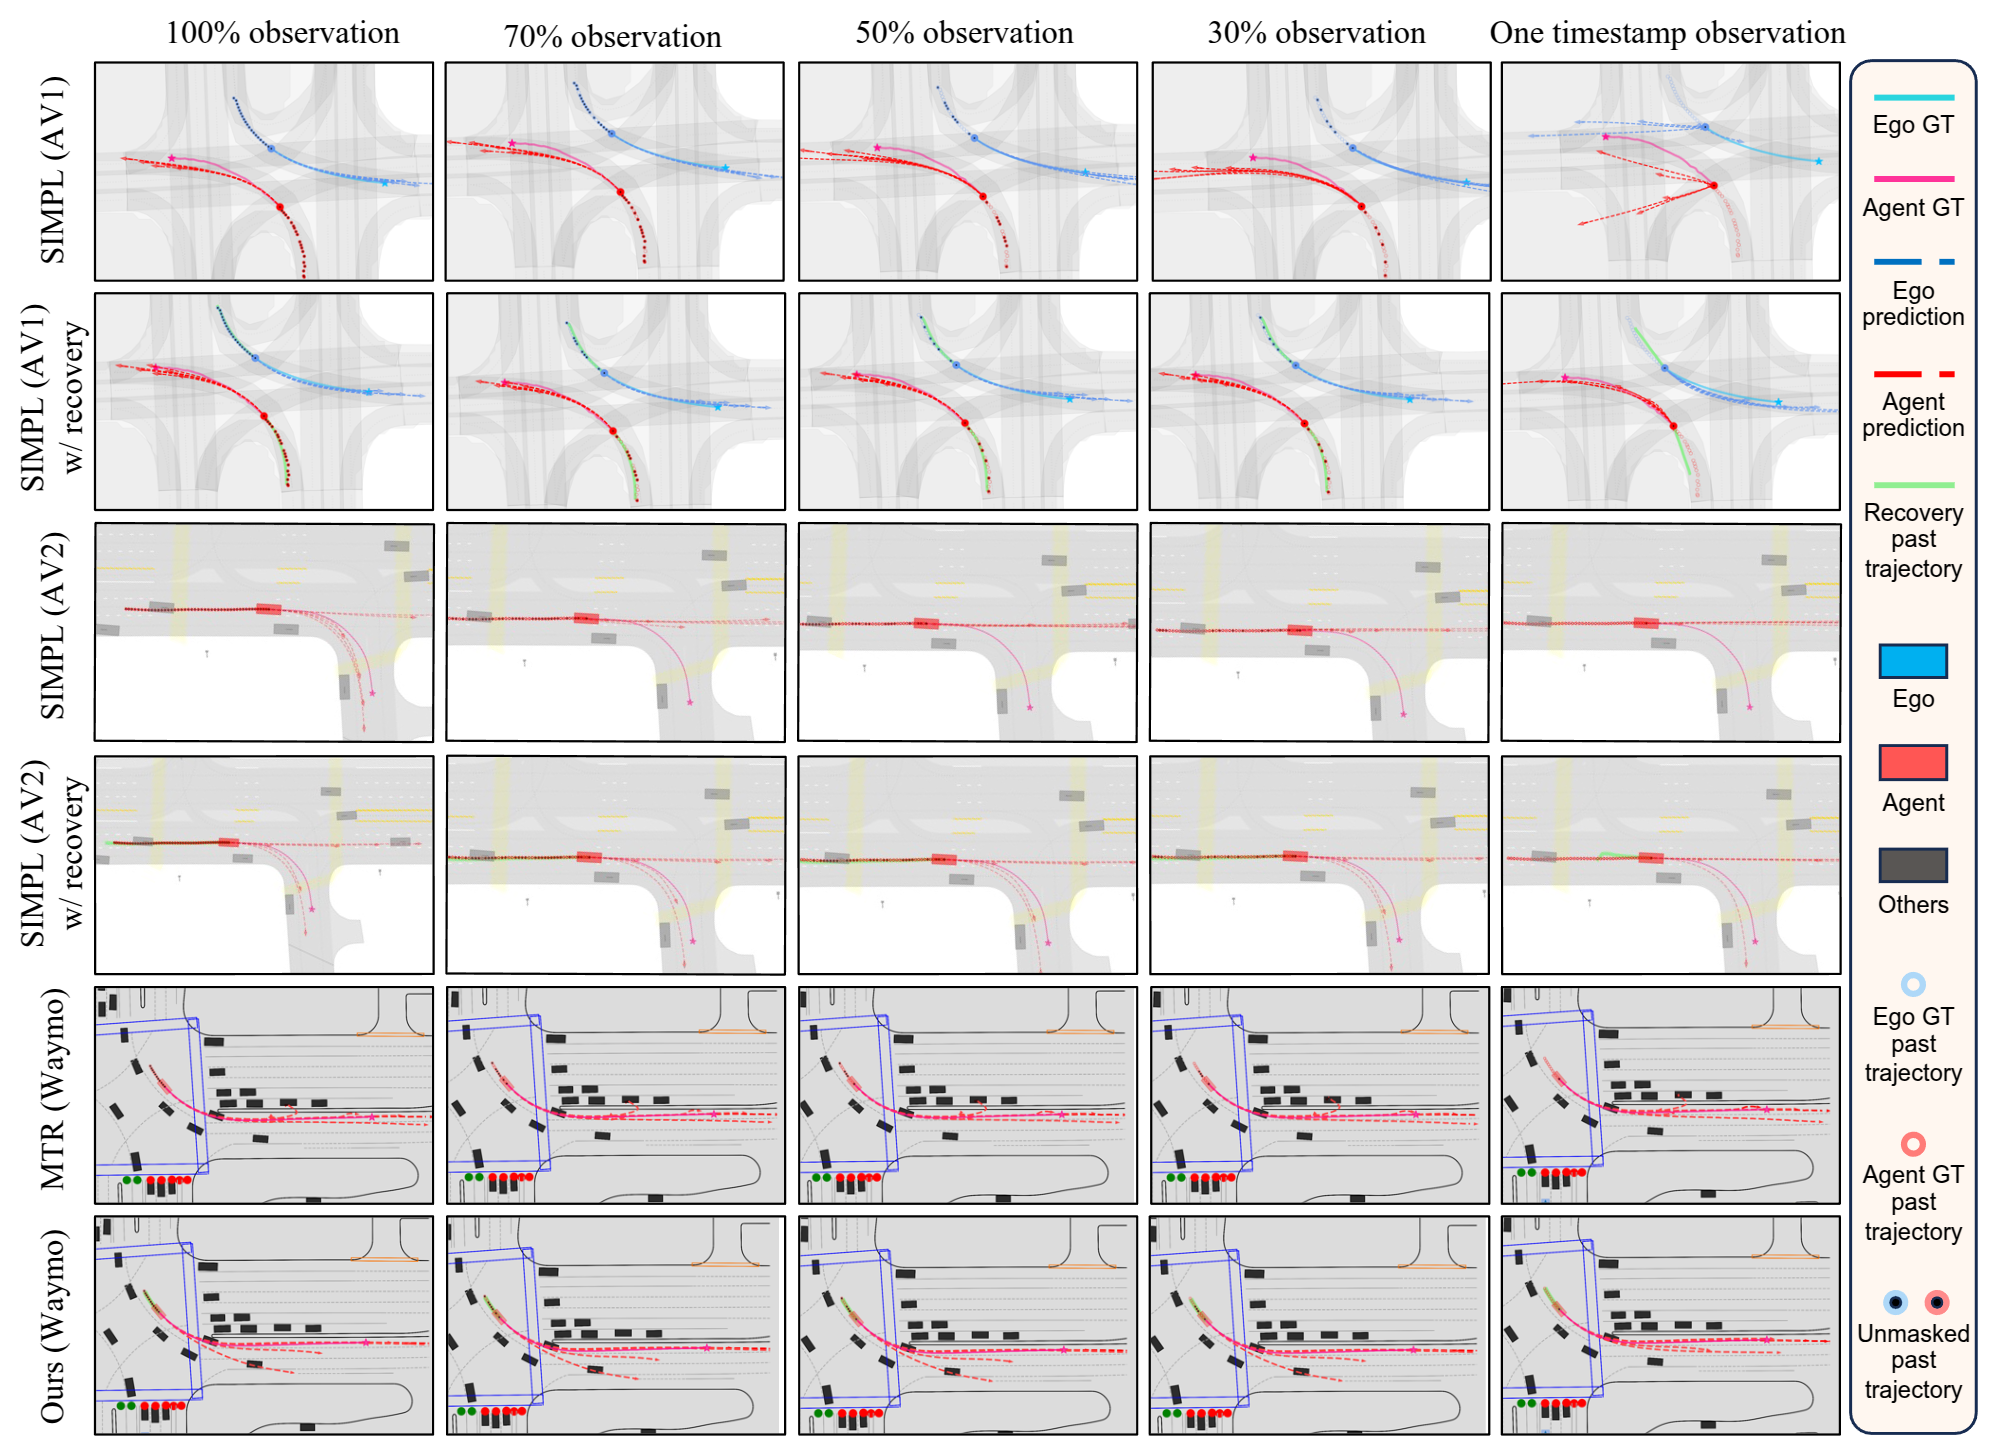 100% observation
70% observation
50% observation
30% observation
One timestamp observation
SIMPL (AV1)
SIMPL (AV1)
w/ recovery
SIMPL (AV2)
SIMPL (AV2)
w/ recovery
MTR (Waymo)
Ours (Waymo)
Ego GT
Agent GT
Ego
prediction
Agent
prediction
Recovery
past
trajectory
Ego
Agent
Others
Ego GT
past
trajectory
Agent GT
past
trajectory
Unmasked
past
trajectory